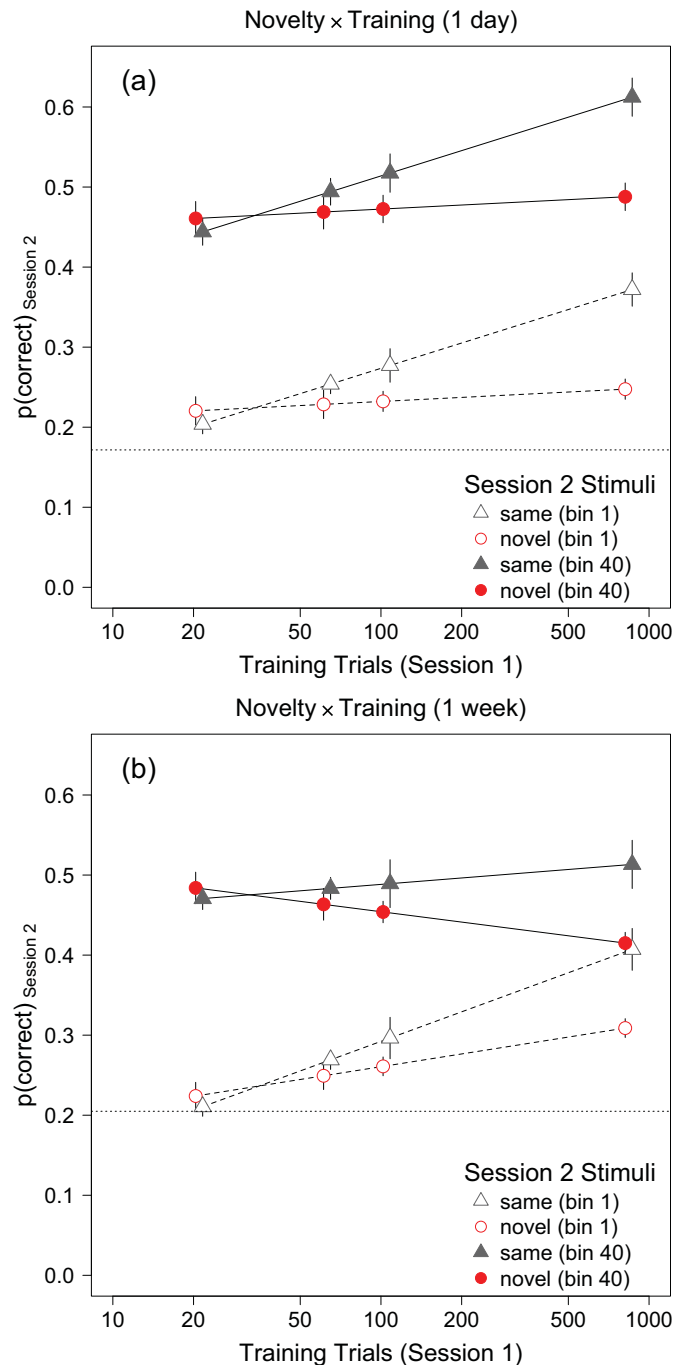 Novelty × Training (1 day)
(a)
p(correct) Session 2
0.6
0.5
0.4
0.3
0.2
0.1
0.0
Session 2 Stimuli
same (bin 1)
novel (bin 1)
same (bin 40)
novel (bin 40)
10 20 50 100 200 500 1000
Training Trials (Session 1)
Novelty × Training (1 week)
(b)
p(correct) Session 2
0.6
0.5
0.4
0.3
0.2
0.1
0.0
Session 2 Stimuli
same (bin 1)
novel (bin 1)
same (bin 40)
novel (bin 40)
10 20 50 100 200 500 1000
Training Trials (Session 1)